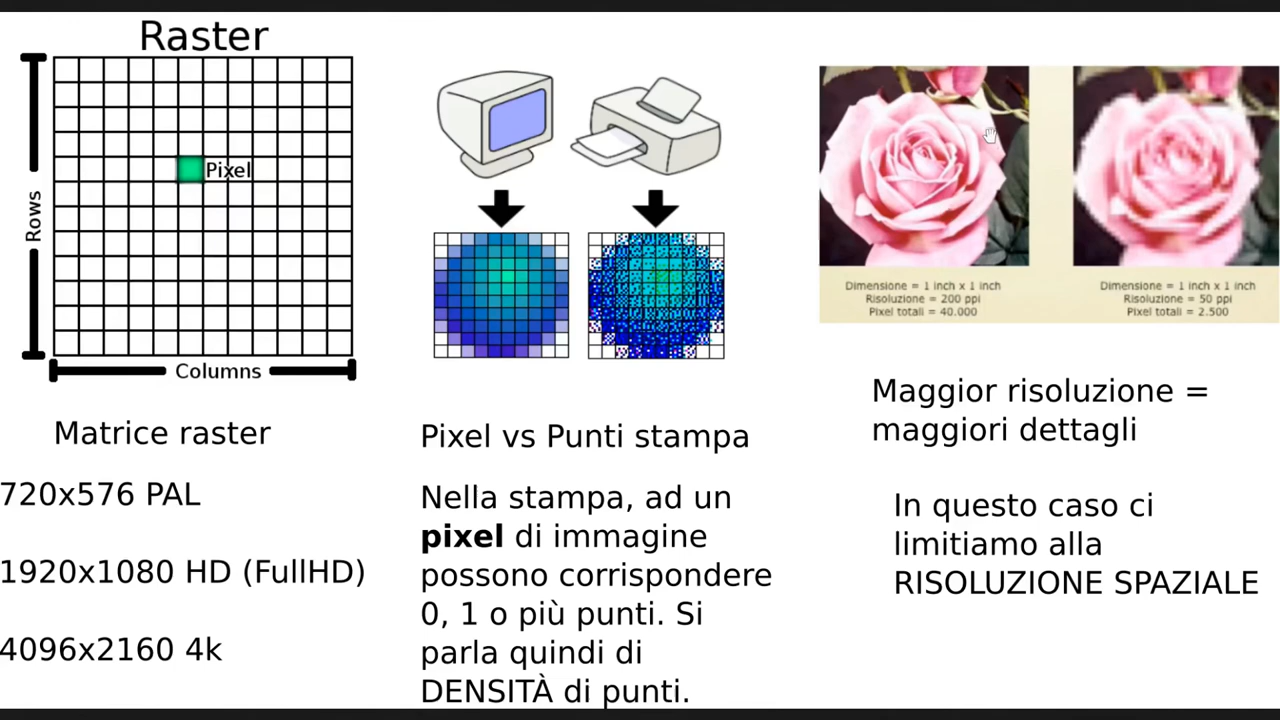 Raster
Pixel
Rows
Columns
Matrice raster
720x576 PAL
1920x1080 HD (FullHD)
4096x2160 4k
Pixel vs Punti stampa
Nella stampa, ad un
pixel di immagine
possono corrispondere
0, 1 o più punti. Si
parla quindi di
DENSITÀ di punti.
Dimensione = 1 inch x 1 inch
Risoluzione = 200 ppi
Pixel totali = 40.000
Dimensione = 1 inch x 1 inch
Risoluzione = 50 ppi
Pixel totali = 2.500
Maggior risoluzione =
maggiori dettagli
In questo caso ci
limitiamo alla
RISOLUZIONE SPAZIALE